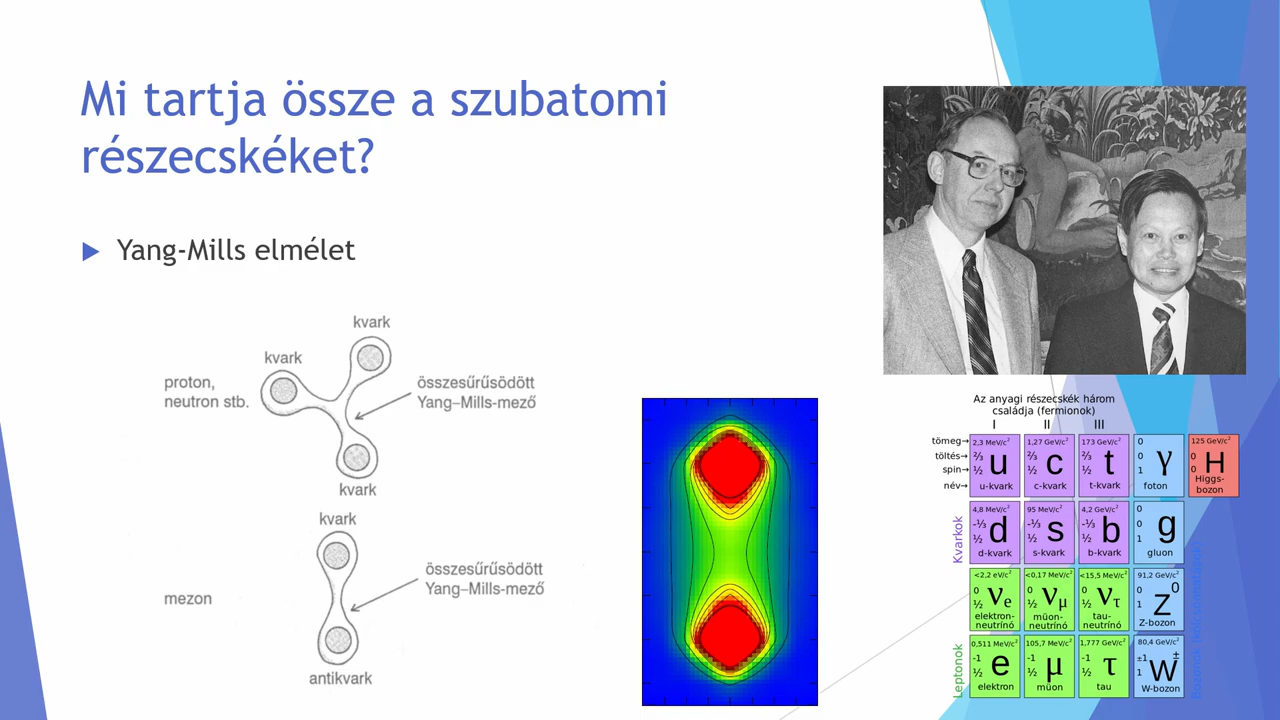 Mi tartja össze a szubatomi
részecskéket?
Yang-Mills elmélet
kvark
kvark
proton,
neutron stb.
összesűrűsödött
Yang–Mills-mező
kvark
kvark
összesűrűsödött
Yang–Mills-mező
mezon
antikvark
Az anyagi részecskék három
családja (fermionok)
I II III
tömeg→ 2,3 MeV/c² 1,27 GeV/c² 173 GeV/c² 0 125 GeV/c²
töltés→ ⅔ ⅔ ⅔ 0 0
spin→ ½ ½ ½ 1 0
u c t γ H
név→ u-kvark c-kvark t-kvark foton Higgs-
bozon
Kvarkok
4,8 MeV/c² 95 MeV/c² 4,2 GeV/c² 0
-⅓ -⅓ -⅓ 0
½ ½ ½ 1
d s b g
d-kvark s-kvark b-kvark gluon
<2,2 eV/c² <0,17 MeV/c² <15,5 MeV/c² 91,2 GeV/c²
0 0 0 0
½ ½ ½ 1
νe νμ ντ Z⁰
elektron- müon- tau- Z-bozon
neutrínó neutrínó neutrínó
Leptonok
0,511 MeV/c² 105,7 MeV/c² 1,777 GeV/c² 80,4 GeV/c²
-1 -1 -1 ±1
½ ½ ½ 1
e μ τ W±
elektron müon tau W-bozon